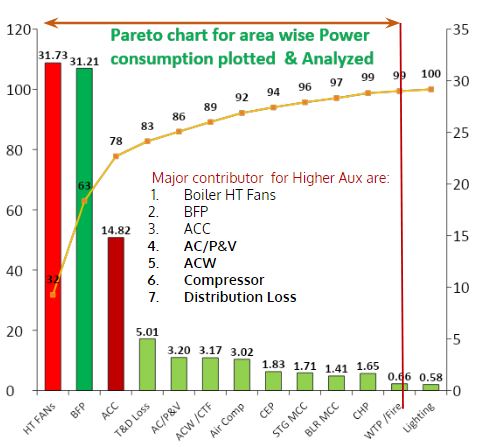 Pareto chart for area wise Power
consumption plotted & Analyzed
120
100
80
60
40
20
0
35
30
25
20
15
10
5
0
31.73
31.21
14.82
5.01
3.20
3.17
3.02
1.83
1.71
1.41
1.65
0.66
0.58
32
63
78
83
86
89
92
94
96
97
99
99
100
Major contributor for Higher Aux are:
1. Boiler HT Fans
2. BFP
3. ACC
4. AC/P&V
5. ACW
6. Compressor
7. Distribution Loss
HT FANs
BFP
ACC
T&D Loss
AC/P&V
ACW /CTF
Air Comp
CEP
STG MCC
BLR MCC
CHP
WTP /Fire
Lighting